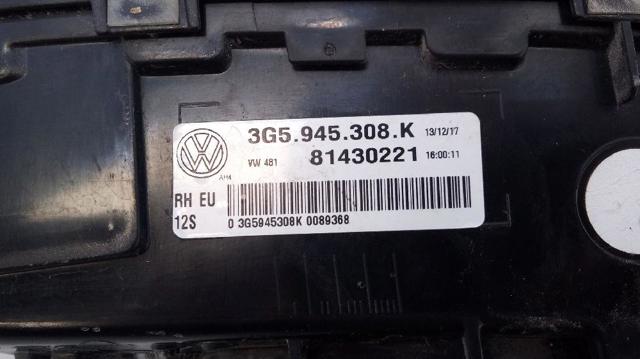 3G5.945.308.K 13/12/17
VW 481 81430221 16:00:11
RH EU
12S 0 3G5945308K 0089368